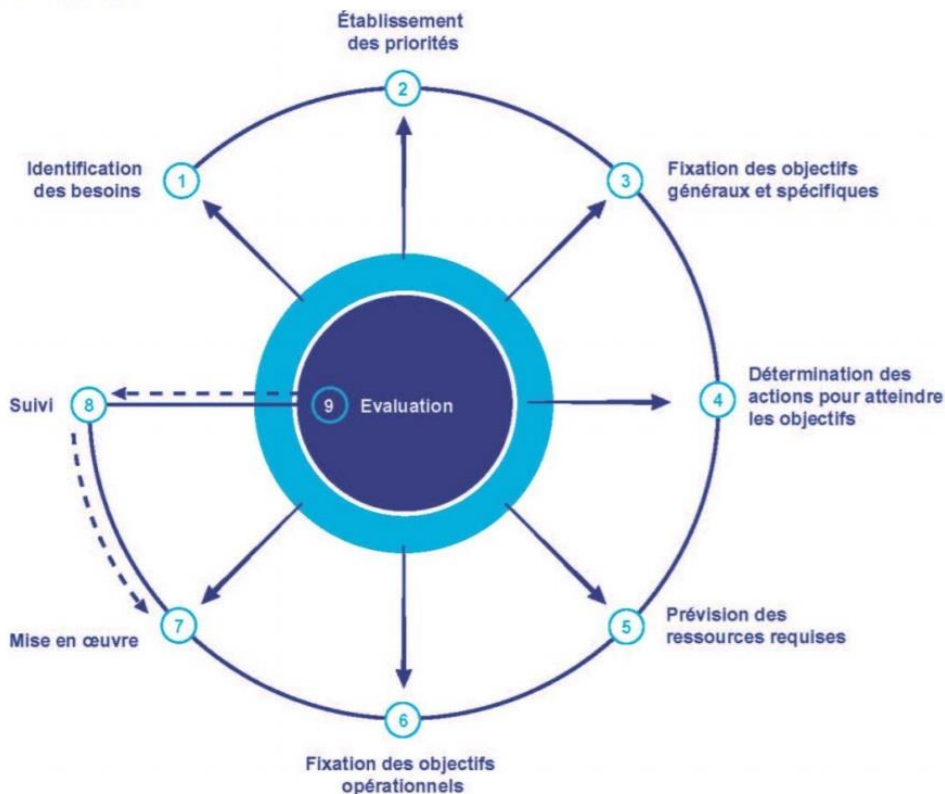 Établissement
des priorités
2
Identification
des besoins
1
3
Fixation des objectifs
généraux et spécifiques
Suivi
8
9
Evaluation
4
Détermination des
actions pour atteindre
les objectifs
Mise en œuvre
7
5
Prévision des
ressources requises
6
Fixation des objectifs
opérationnels